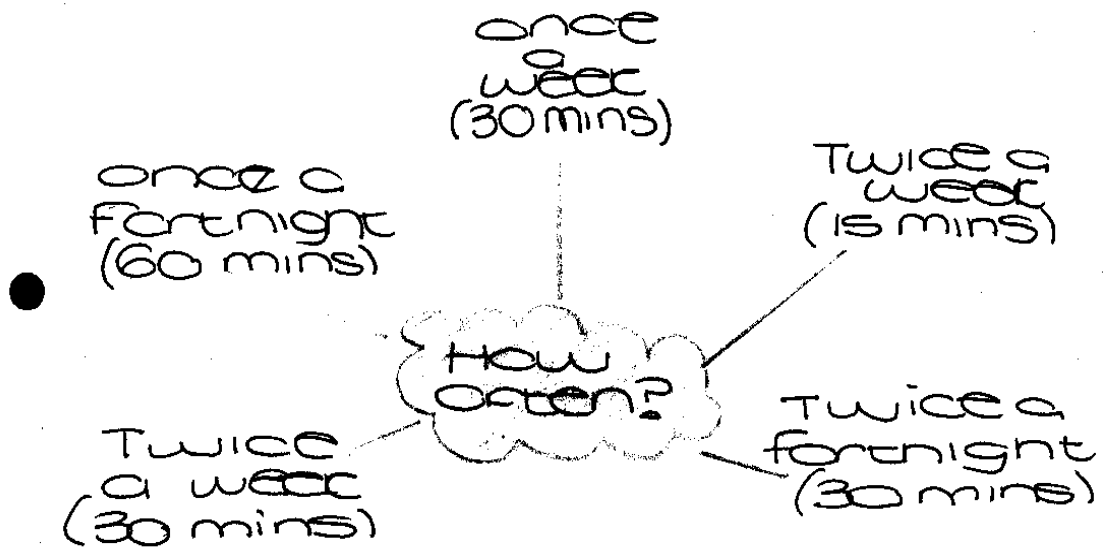 once
a
week
(30 mins)
once a
fortnight
(60 mins)
Twice a
week
(15 mins)
How
often?
Twice
a week
(30 mins)
Twice a
fortnight
(30 mins)